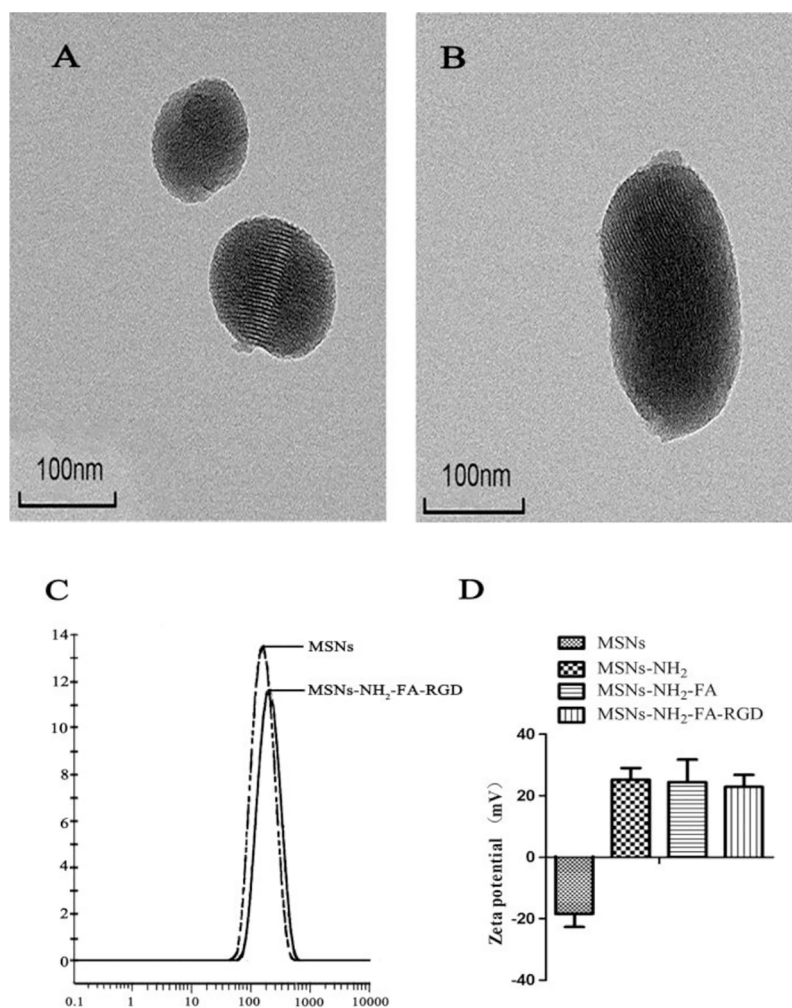 A
100nm
B
100nm
C
14
12
10
8
6
4
2
0
0.1
1
10
100
1000
10000
MSNs
MSNs-NH₂-FA-RGD
D
MSNs
MSNs-NH₂
MSNs-NH₂-FA
MSNs-NH₂-FA-RGD
Zeta potential (mV)
40
20
0
-20
-40